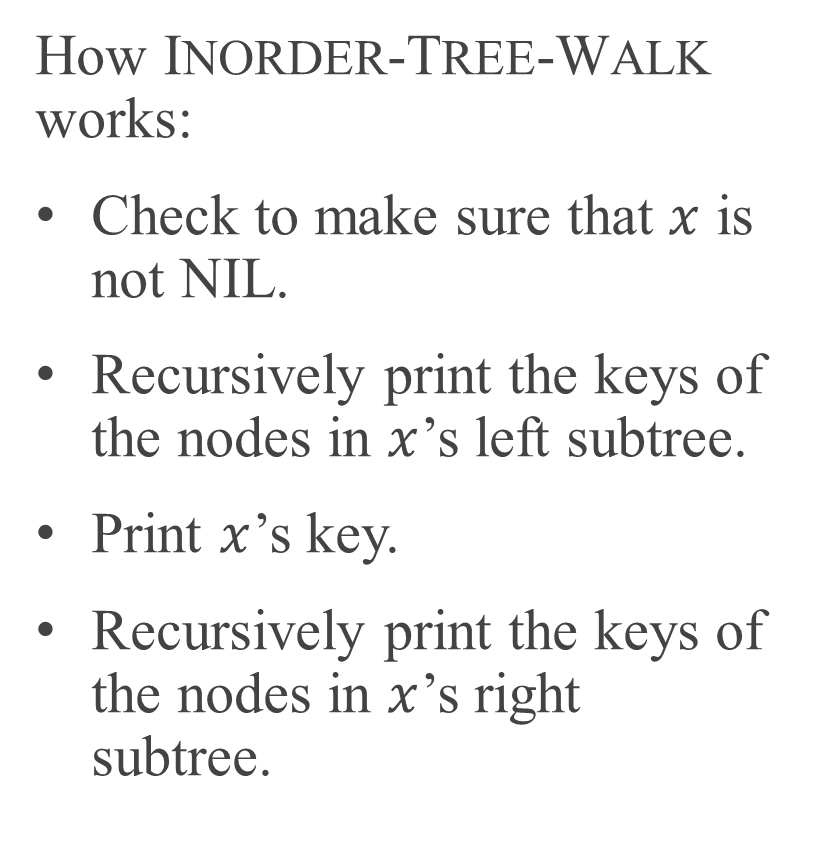 How INORDER-TREE-WALK
works:
• Check to make sure that x is
not NIL.
• Recursively print the keys of
the nodes in x’s left subtree.
• Print x’s key.
• Recursively print the keys of
the nodes in x’s right
subtree.